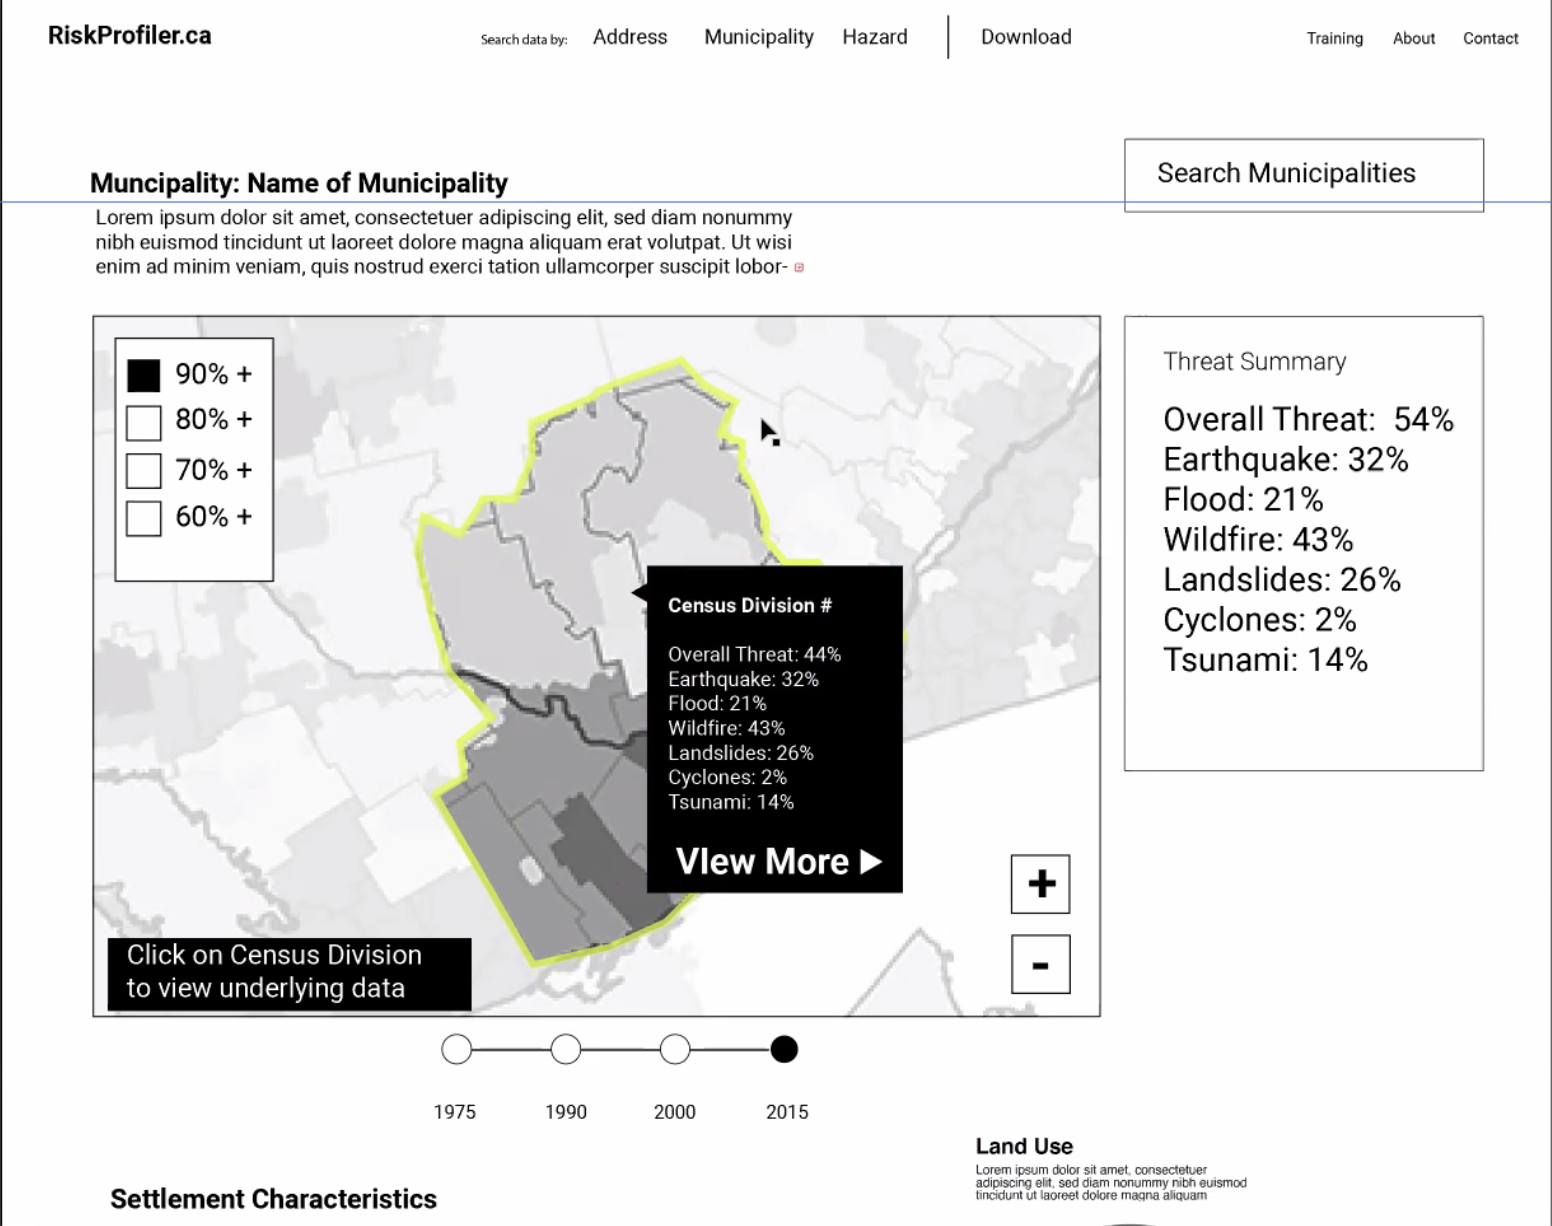 RiskProfiler.ca
Search data by: Address Municipality Hazard Download
Training About Contact
Muncipality: Name of Municipality
Search Municipalities
Lorem ipsum dolor sit amet, consectetuer adipiscing elit, sed diam nonummy
nibh euismod tincidunt ut laoreet dolore magna aliquam erat volutpat. Ut wisi
enim ad minim veniam, quis nostrud exerci tation ullamcorper suscipit lobor-
90% +
80% +
70% +
60% +
Census Division #
Overall Threat: 44%
Earthquake: 32%
Flood: 21%
Wildfire: 43%
Landslides: 26%
Cyclones: 2%
Tsunami: 14%
VIew More
+
-
Click on Census Division
to view underlying data
Threat Summary
Overall Threat: 54%
Earthquake: 32%
Flood: 21%
Wildfire: 43%
Landslides: 26%
Cyclones: 2%
Tsunami: 14%
1975 1990 2000 2015
Land Use
Lorem ipsum dolor sit amet, consectetuer
adipiscing elit, sed diam nonummy nibh euismod
tincidunt ut laoreet dolore magna aliquam
Settlement Characteristics